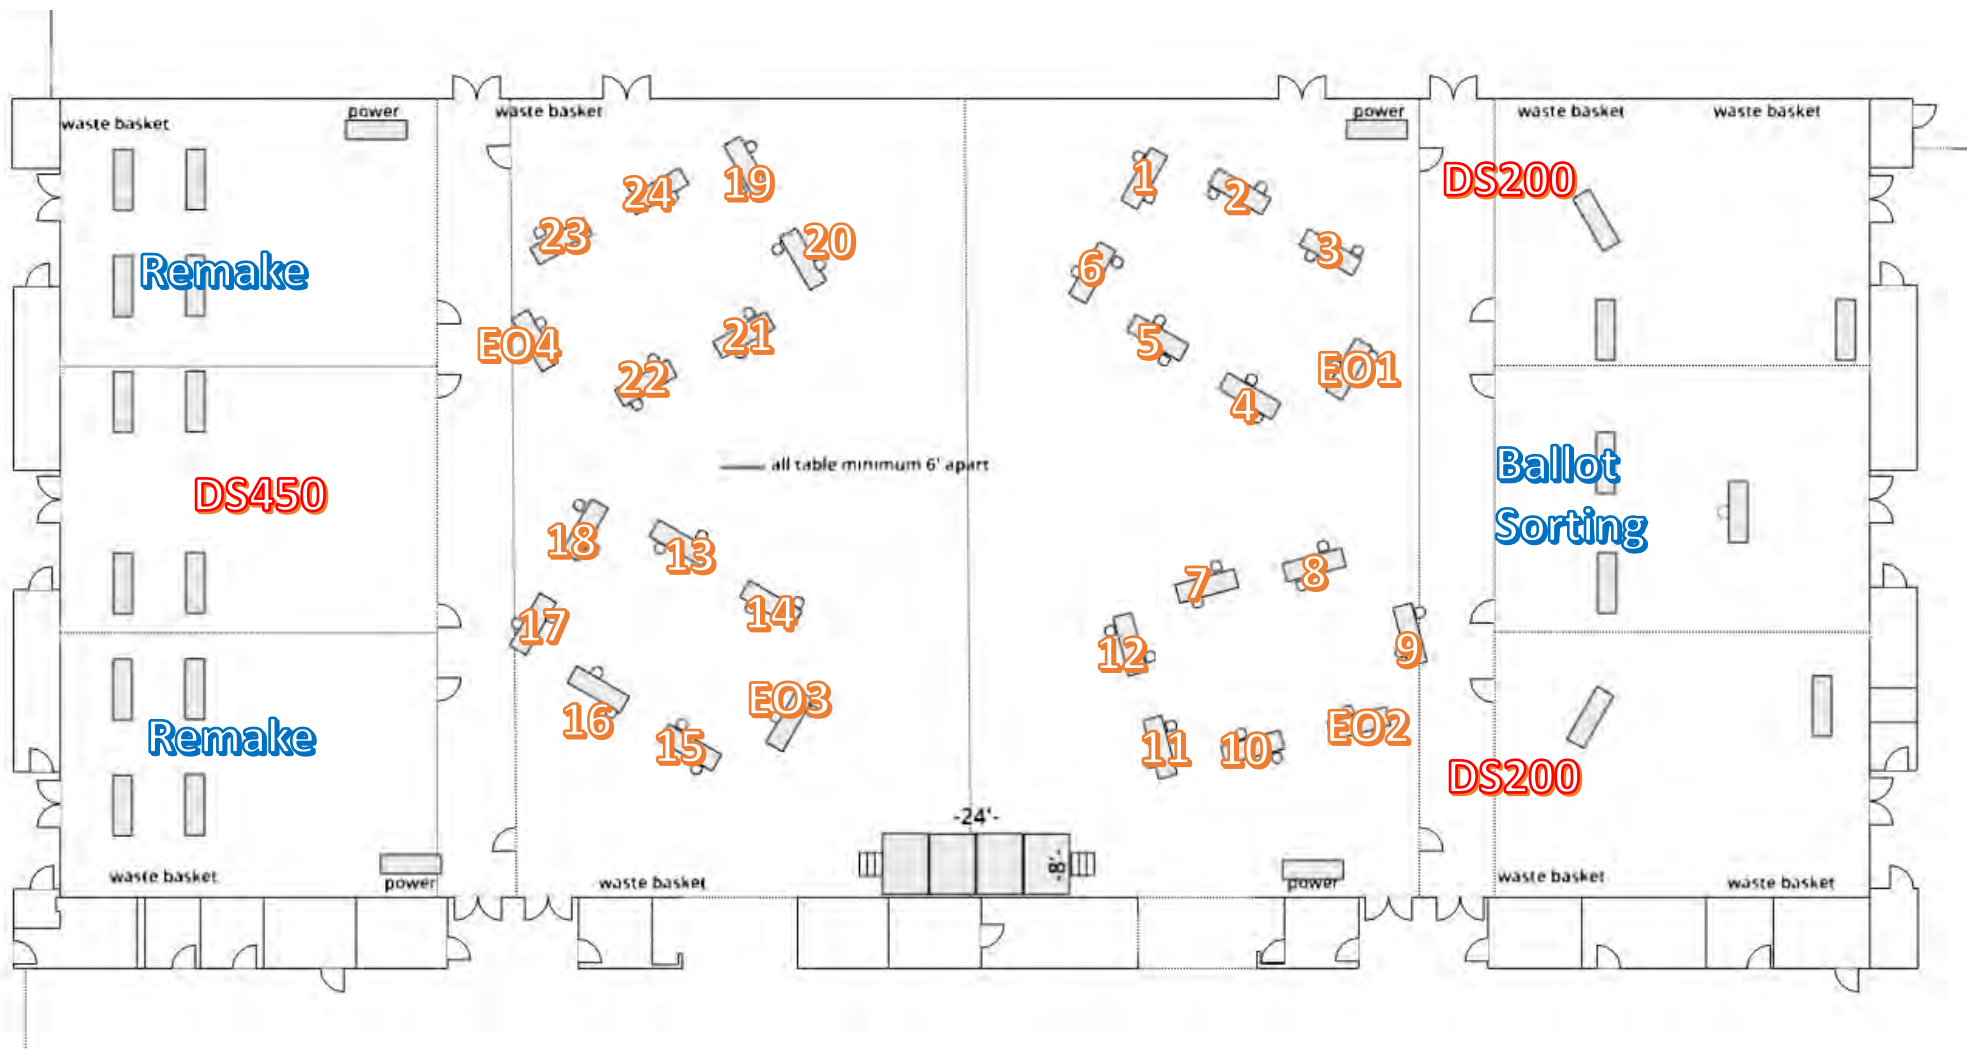 waste basket
power
waste basket
power
waste basket
waste basket
DS200
19
24
23
20
1
2
3
6
Remake
EO4
21
22
5
4
EO1
all table minimum 6' apart
DS450
Ballot
Sorting
18
13
17
14
16
15
EO3
7
8
12
9
11
10
EO2
Remake
DS200
-24'-
-8'-
waste basket
power
waste basket
power
waste basket
waste basket